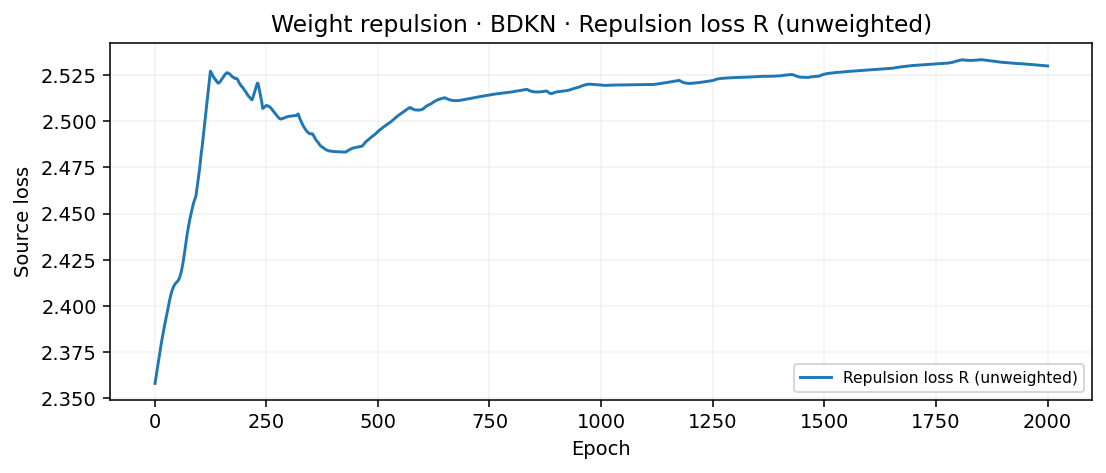 Weight repulsion · BDKN · Repulsion loss R (unweighted)
Source loss
2.525
2.500
2.475
2.450
2.425
2.400
2.375
2.350
Repulsion loss R (unweighted)
0 250 500 750 1000 1250 1500 1750 2000
Epoch